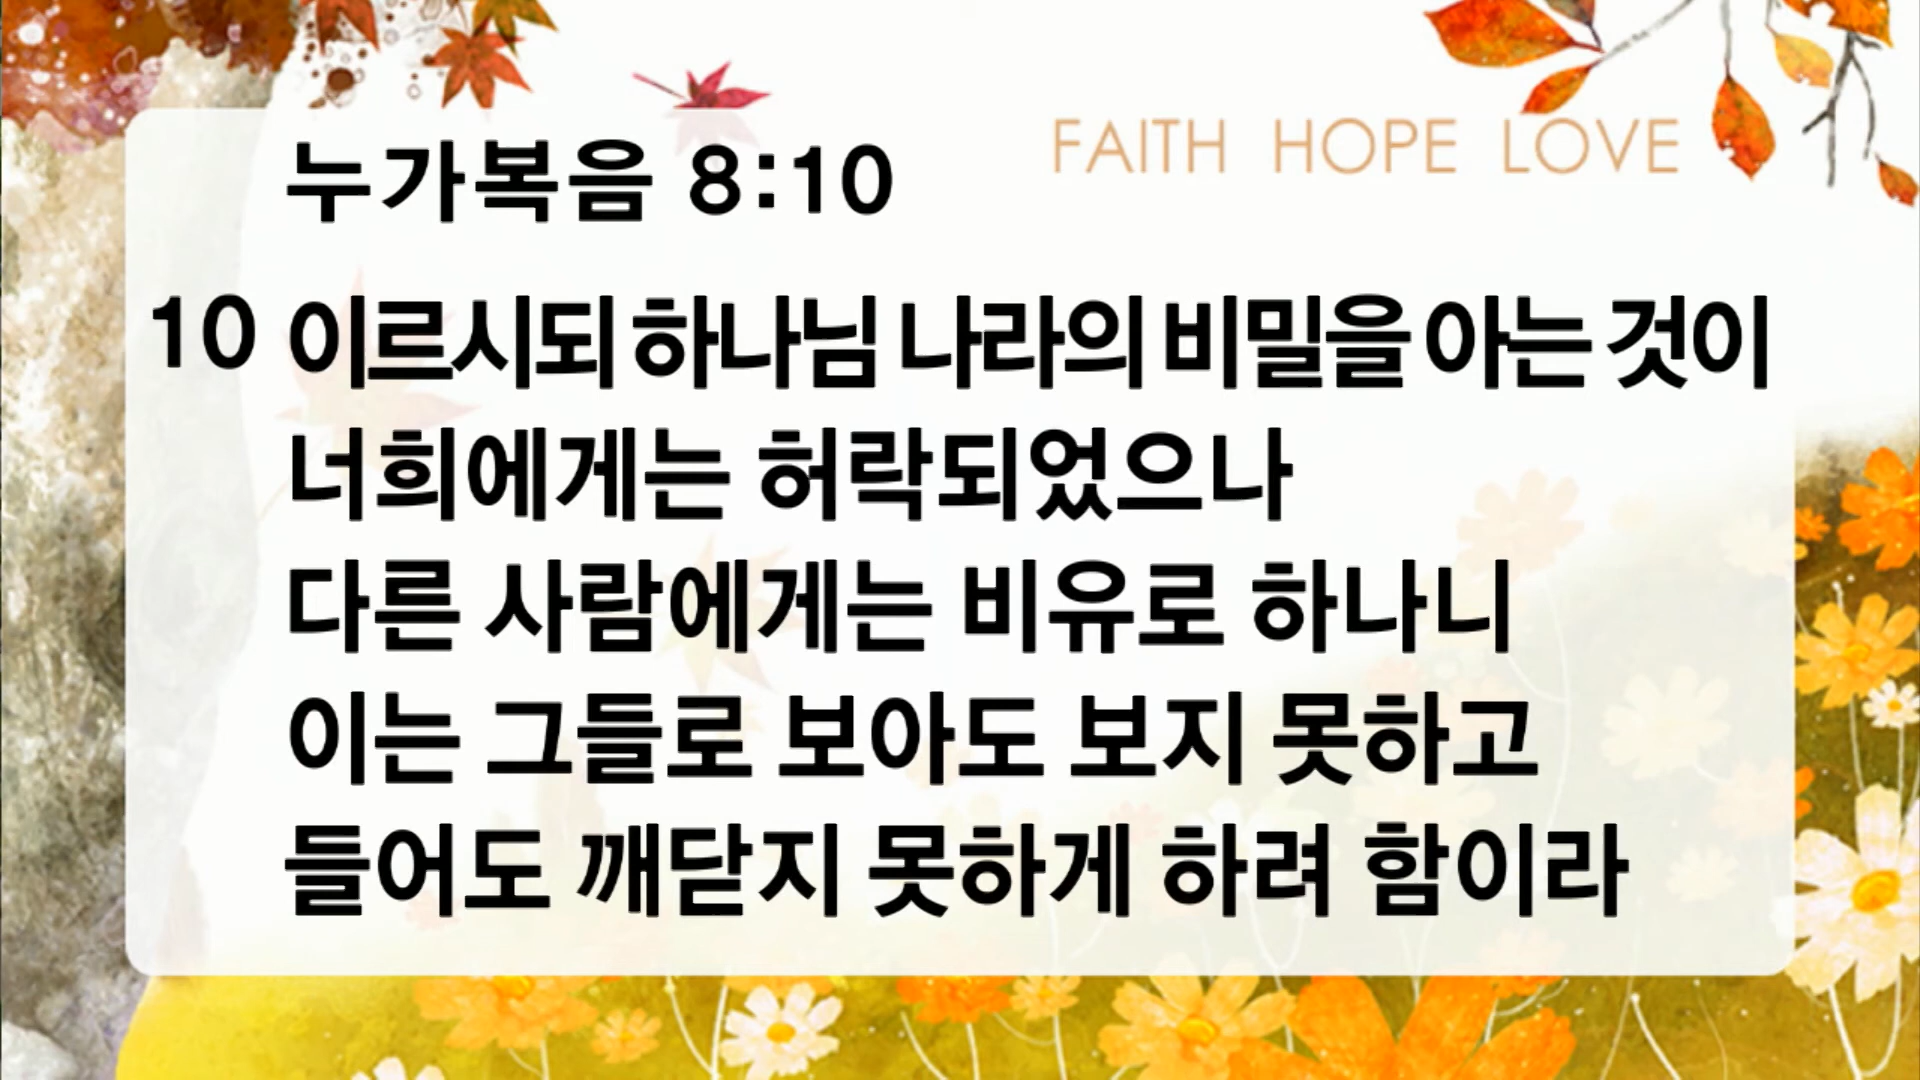 누가복음 8:10
FAITH HOPE LOVE
10 이르시되 하나님 나라의 비밀을 아는 것이
너희에게는 허락되었으나
다른 사람에게는 비유로 하나니
이는 그들로 보아도 보지 못하고
들어도 깨닫지 못하게 하려 함이라